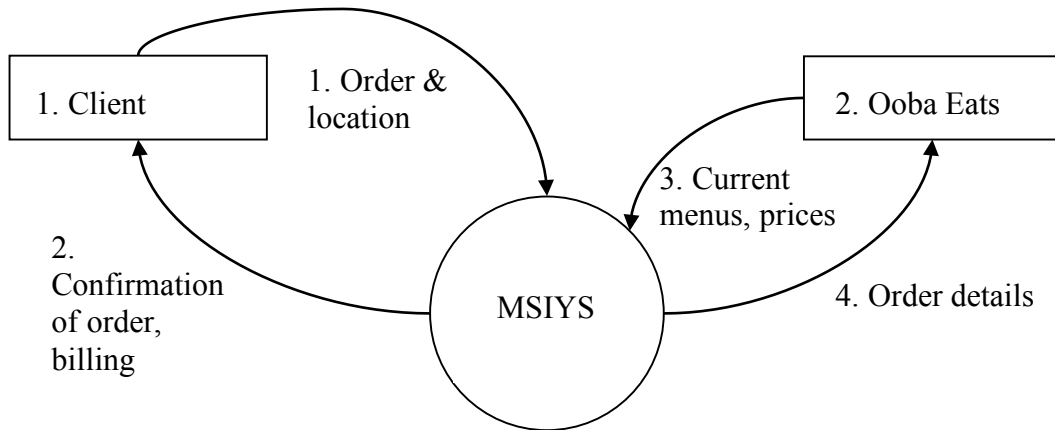 1. Client
1. Order &
location
2. Ooba Eats
3. Current
menus, prices
2.
Confirmation
of order,
billing
MSIYS
4. Order details